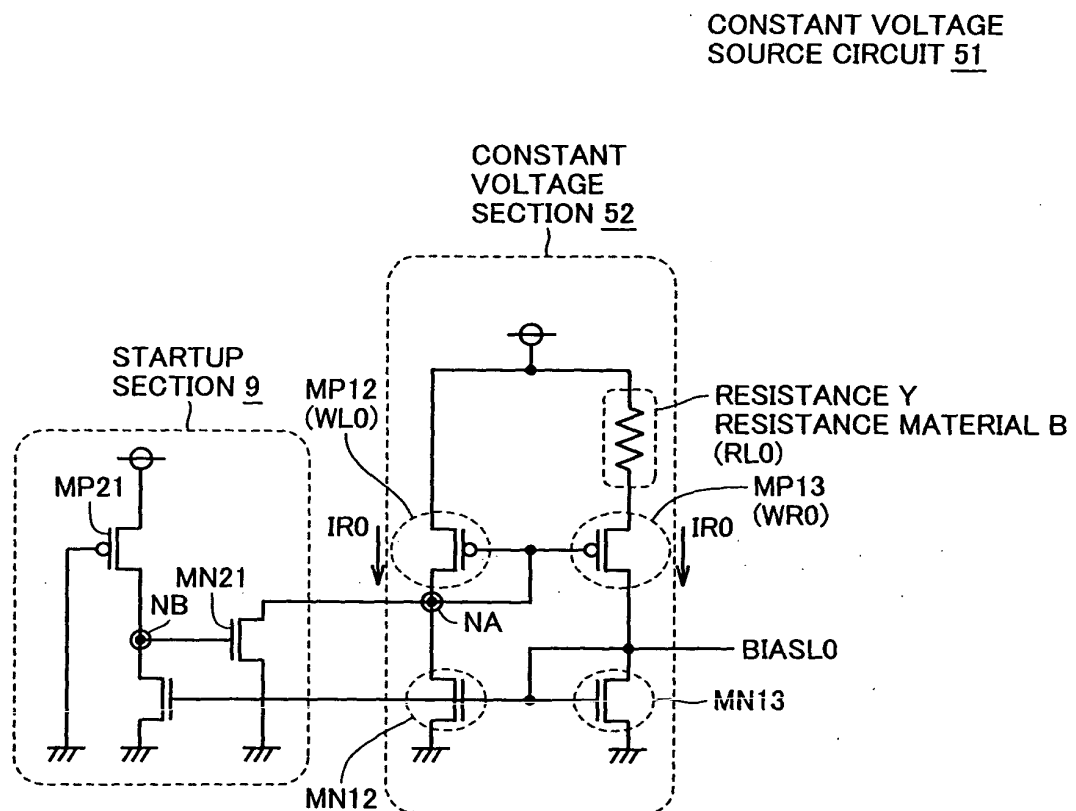 CONSTANT VOLTAGE
SOURCE CIRCUIT 51
CONSTANT
VOLTAGE
SECTION 52
STARTUP
SECTION 9
MP12
(WL0)
RESISTANCE Y
RESISTANCE MATERIAL B
(RL0)
MP21
MP13
(WR0)
IR0
IR0
MN21
NB
NA
BIASL0
MN13
MN12